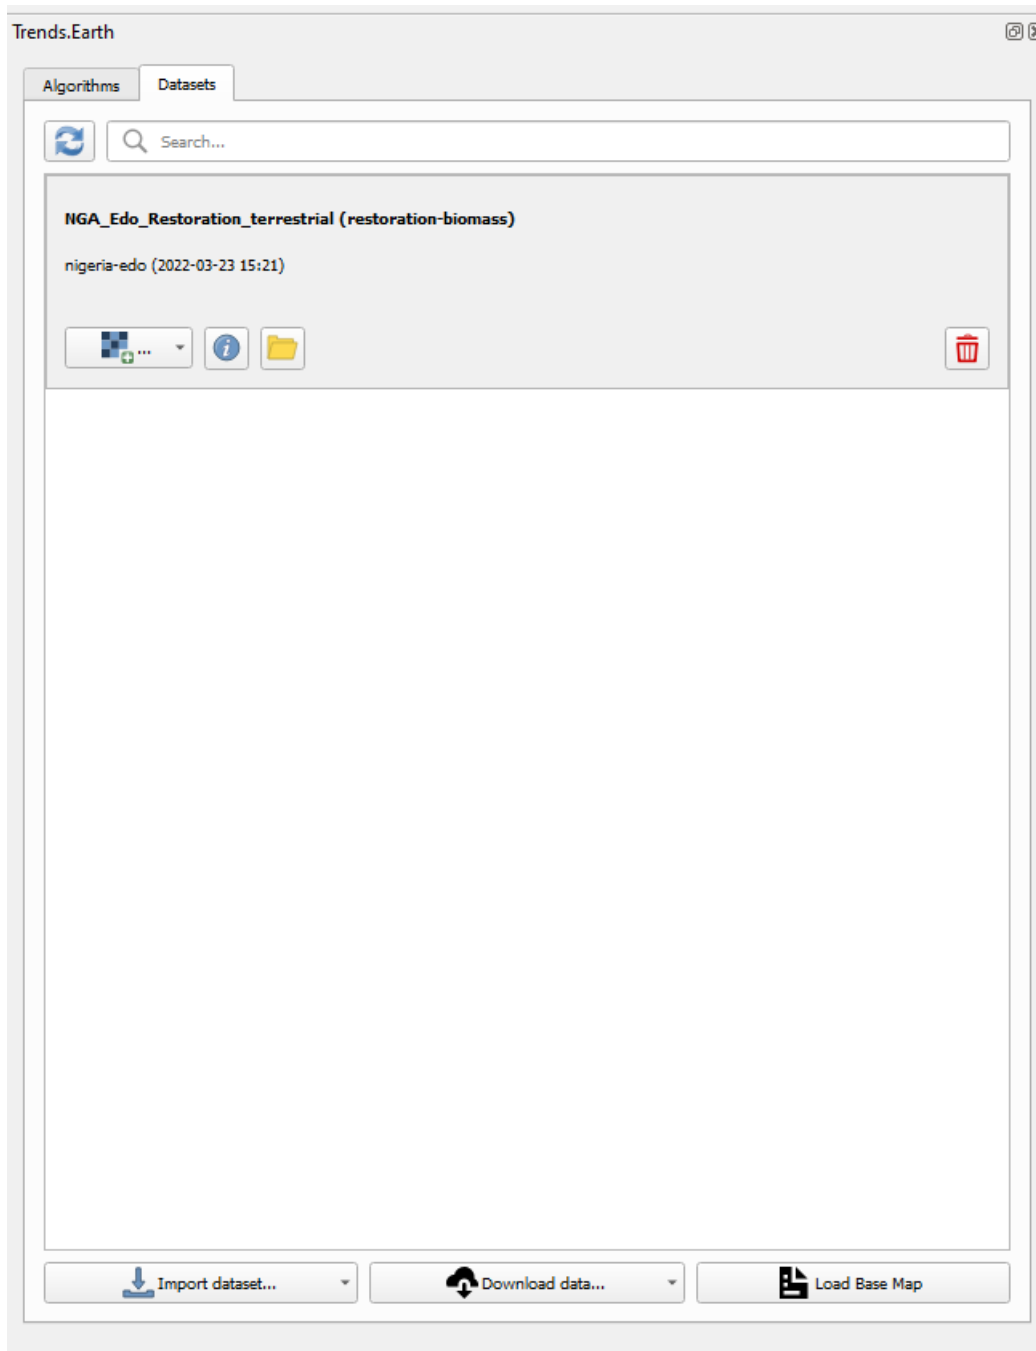 Trends.Earth
Algorithms
Datasets
Search...
NGA_Edo_Restoration_terrestrial (restoration-biomass)
nigeria-edo (2022-03-23 15:21)
...
Import dataset...
Download data...
Load Base Map